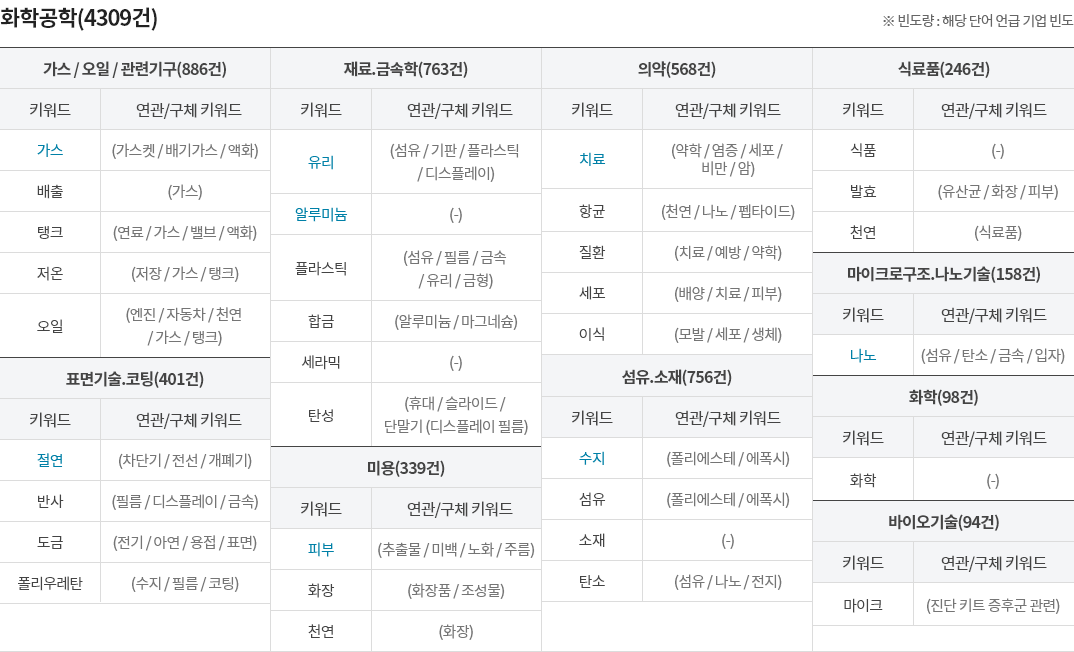 화학공학(4309건)
※ 빈도량 : 해당 단어 언급 기업 빈도
가스 / 오일 / 관련기구(886건)
키워드 연관/구체 키워드
가스 (가스켓 / 배기가스 / 액화)
배출 (가스)
탱크 (연료 / 가스 / 밸브 / 액화)
저온 (저장 / 가스 / 탱크)
오일 (엔진 / 자동차 / 천연
/ 가스 / 탱크)
표면기술.코팅(401건)
키워드 연관/구체 키워드
절연 (차단기 / 전선 / 개폐기)
반사 (필름 / 디스플레이 / 금속)
도금 (전기 / 아연 / 용접 / 표면)
폴리우레탄 (수지 / 필름 / 코팅)
재료.금속학(763건)
키워드 연관/구체 키워드
유리 (섬유 / 기판 / 플라스틱
/ 디스플레이)
알루미늄 (-)
플라스틱 (섬유 / 필름 / 금속
/ 유리 / 금형)
합금 (알루미늄 / 마그네슘)
세라믹 (-)
탄성 (휴대 / 슬라이드 /
단말기 (디스플레이 필름)
미용(339건)
키워드 연관/구체 키워드
피부 (추출물 / 미백 / 노화 / 주름)
화장 (화장품 / 조성물)
천연 (화장)
의약(568건)
키워드 연관/구체 키워드
치료 (약학 / 염증 / 세포 /
비만 / 암)
항균 (천연 / 나노 / 펩타이드)
질환 (치료 / 예방 / 약학)
세포 (배양 / 치료 / 피부)
이식 (모발 / 세포 / 생체)
섬유.소재(756건)
키워드 연관/구체 키워드
수지 (폴리에스테 / 에폭시)
섬유 (폴리에스테 / 에폭시)
소재 (-)
탄소 (섬유 / 나노 / 전지)
식료품(246건)
키워드 연관/구체 키워드
식품 (-)
발효 (유산균 / 화장 / 피부)
천연 (식료품)
마이크로구조.나노기술(158건)
키워드 연관/구체 키워드
나노 (섬유 / 탄소 / 금속 / 입자)
화학(98건)
키워드 연관/구체 키워드
화학 (-)
바이오기술(94건)
키워드 연관/구체 키워드
마이크 (진단 키트 증후군 관련)